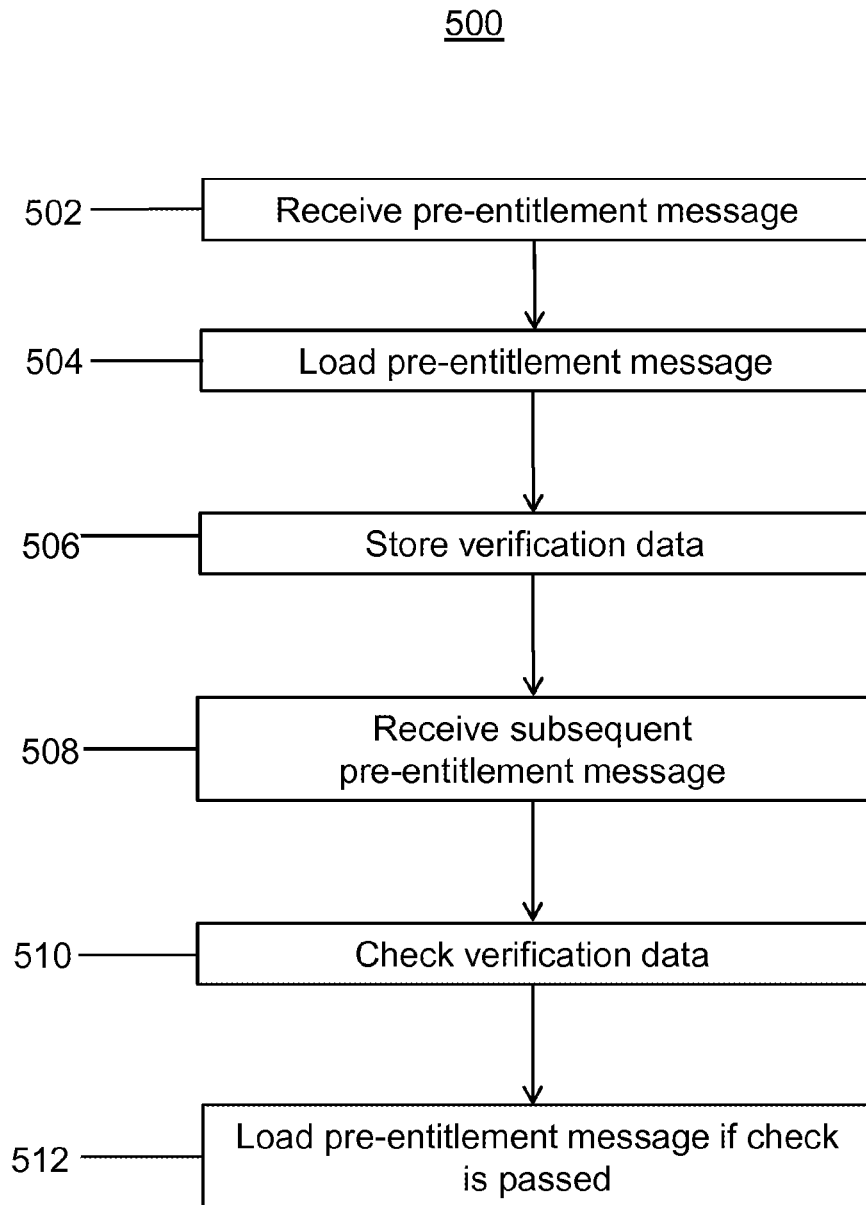 500
502
Receive pre-entitlement message
504
Load pre-entitlement message
506
Store verification data
508
Receive subsequent
pre-entitlement message
510
Check verification data
512
Load pre-entitlement message if check
is passed